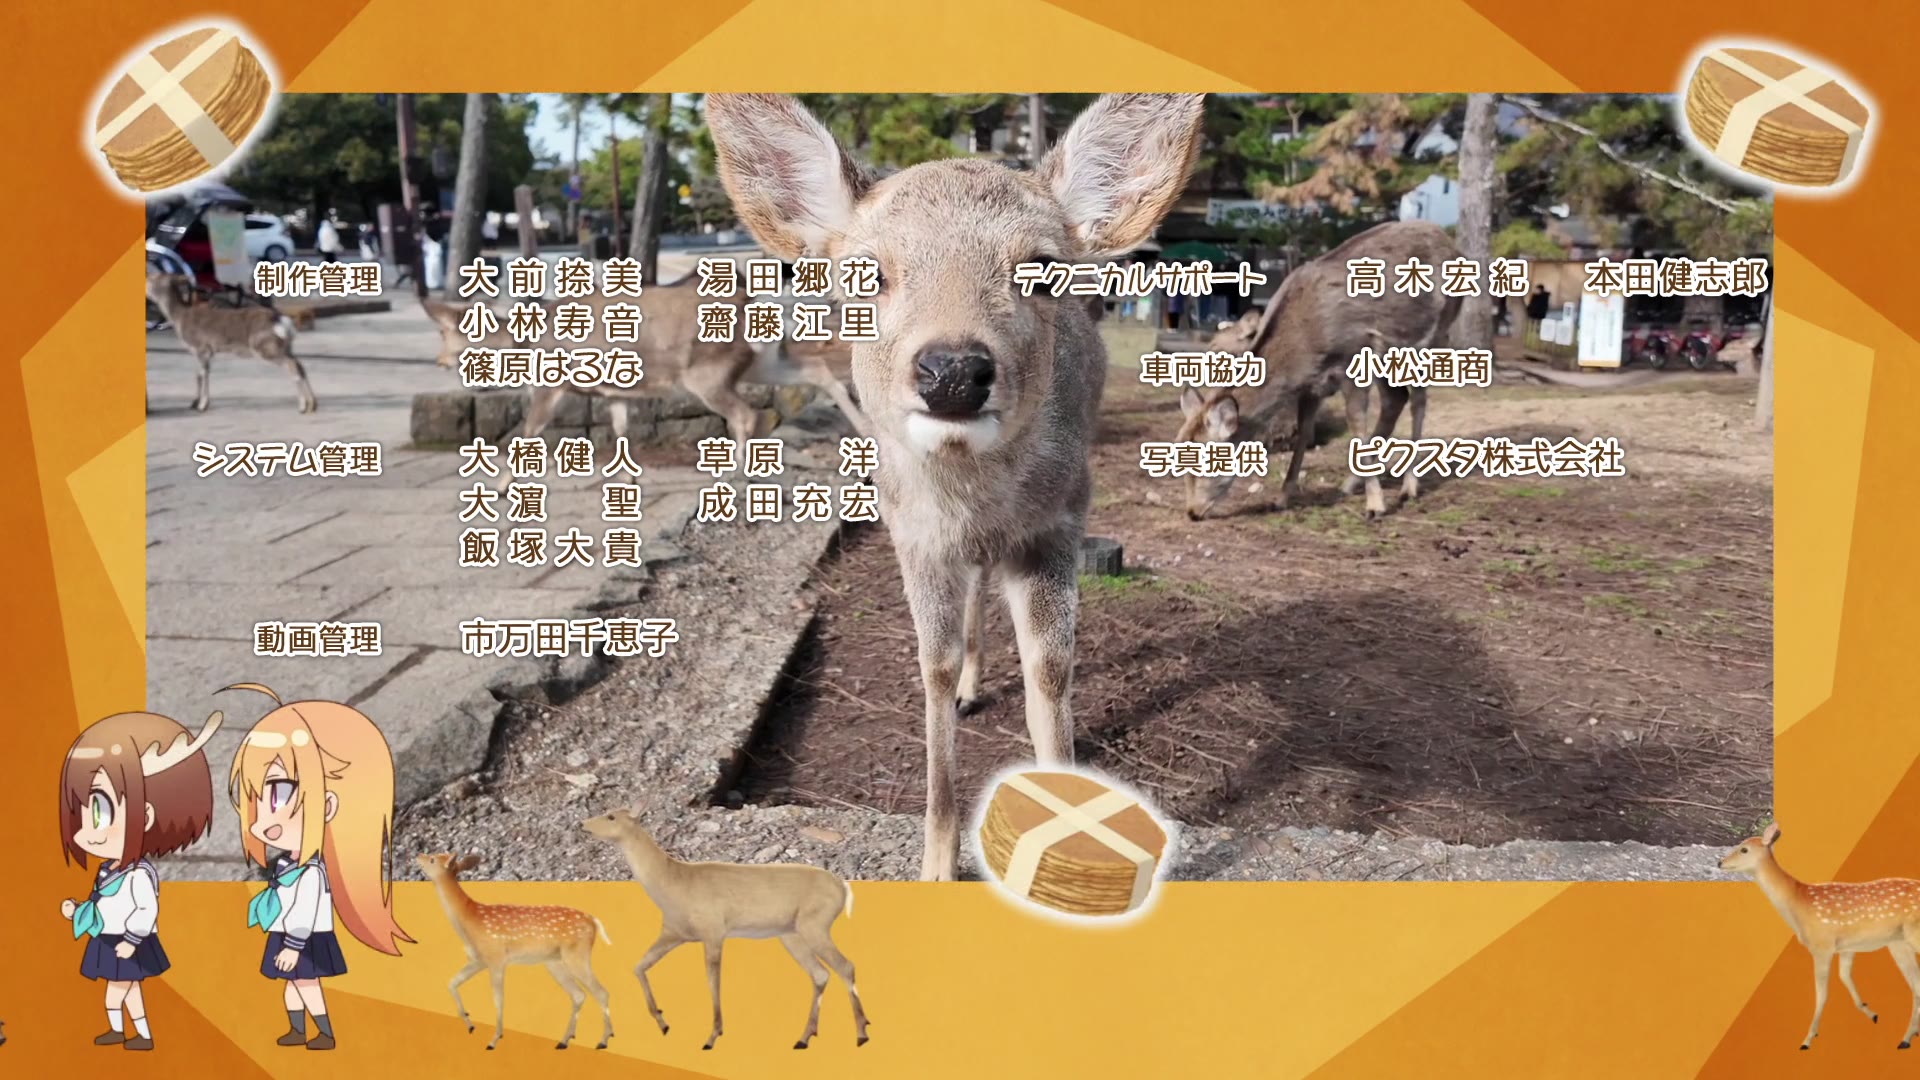 制作管理 大前捺美 湯田郷花
小林寿音 齋藤江里
篠原はるな
システム管理 大橋健人 草原 洋
大濵 聖 成田充宏
飯塚大貴
動画管理 市万田千恵子
テクニカルサポート 高木宏紀 本田健志郎
車両協力 小松通商
写真提供 ピクスタ株式会社